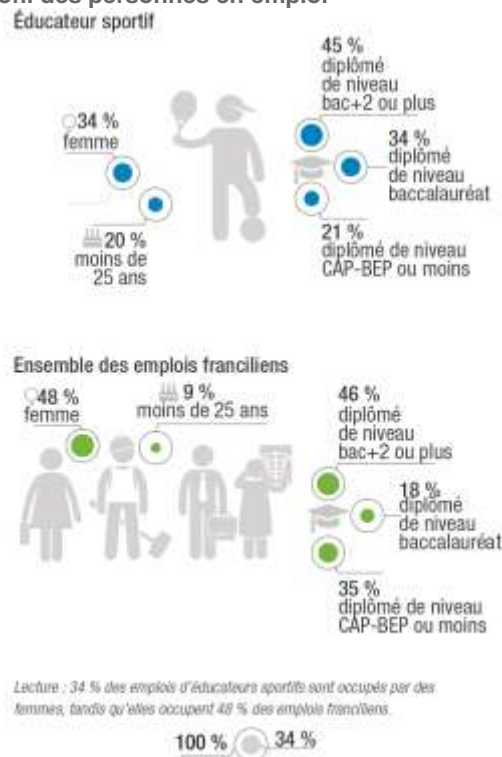 des personnes en emploi
Éducateur sportif
45 %
diplômé
de niveau
bac+2 ou plus
34 %
femme
34 %
diplômé
de niveau
baccalauréat
20 %
moins de
25 ans
21 %
diplômé de niveau
CAP-BEP ou moins
Ensemble des emplois franciliens
48 %
femme
9 %
moins de 25 ans
46 %
diplômé
de niveau
bac+2 ou plus
18 %
diplômé
de niveau
baccalauréat
35 %
diplômé de niveau
CAP-BEP ou moins
Lecture : 34 % des emplois d'éducateurs sportifs sont occupés par des
femmes, tandis qu'elles occupent 48 % des emplois franciliens.
100 % 34 %